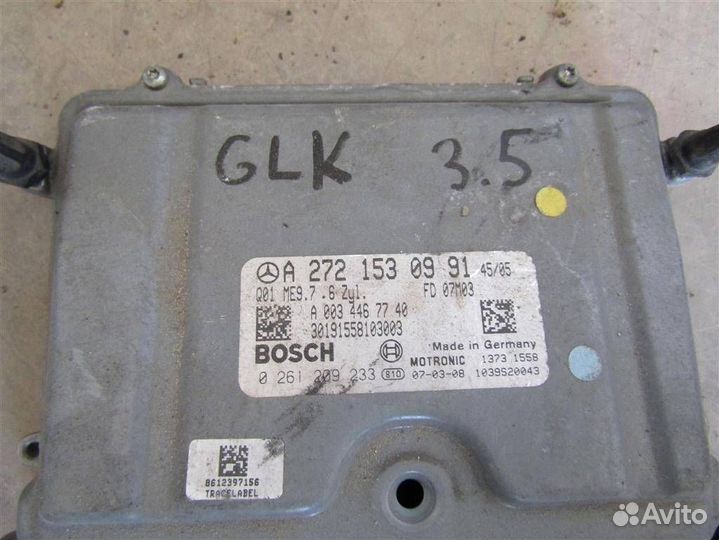 GLK 3.5
A 272 153 09 91 45/05
Q01 ME9.7 .6 Zyl. FD 07M03
A 003 446 77 40
30191558103003
Made in Germany
BOSCH MOTRONIC 1373 1558
0 261 209 233 810 07-03-08 1039S20043
8612397156
TRACELABEL
Avito